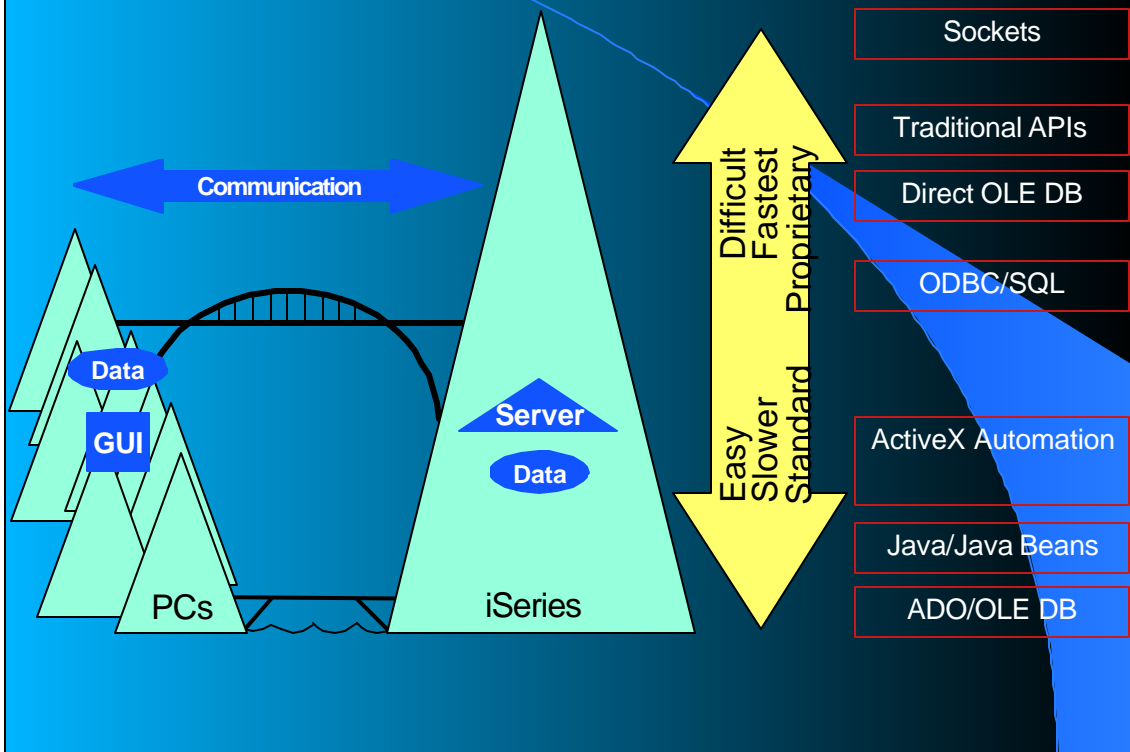 Communication
Data
GUI
PCs
Server
Data
iSeries
Easy Difficult
Slower Fastest
Standard Proprietary
Sockets
Traditional APIs
Direct OLE DB
ODBC/SQL
ActiveX Automation
Java/Java Beans
ADO/OLE DB